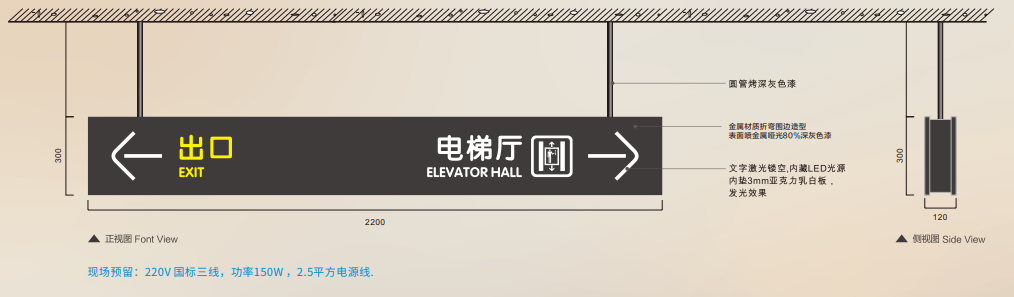 圆管烤深灰色漆
300
出口
EXIT
电梯厅
ELEVATOR HALL
金属材质折弯围边造型
表面喷金属哑光80%深灰色漆
文字激光镂空,内藏LED光源
内垫3mm亚克力乳白板，
发光效果
300
2200
120
正视图 Font View
侧视图 Side View
现场预留：220V 国标三线，功率150W ，2.5平方电源线.